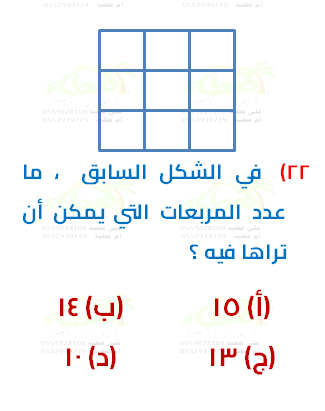 ٢٢) في الشكل السابق ، ما
عدد المربعات التي يمكن أن
تراها فيه ؟
(أ) ١٥ (ب) ١٤
(ج) ١٣ (د) ١٠